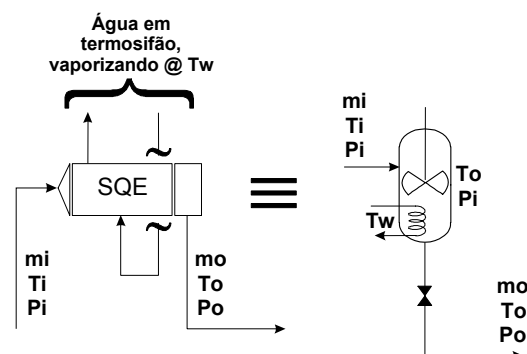 Água em
termosifão,
vaporizando @ Tw
SQE
mi
Ti
Pi
mo
To
Po
mi
Ti
Pi
To
Pi
Tw
mo
To
Po